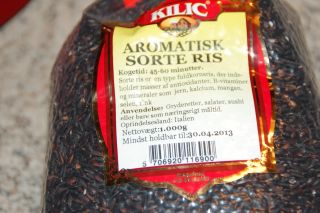 KILIC
AROMATISK
SORTE RIS
Kogetid: 45-60 minutter.
Sorte ris er en type fuldkornsris, der inde-
holder masser af antioxidanter, B-vitaminer
og mineraler som jern, kalcium, mangan,
selen, zink
Anvendelse: Gryderetter, salater, sushi
eller bare som næringsrigt måltid.
Oprindelsesland: Italien
Nettovægt:1.000g
Mindst holdbar til:30.04.2013
5 706920 116900